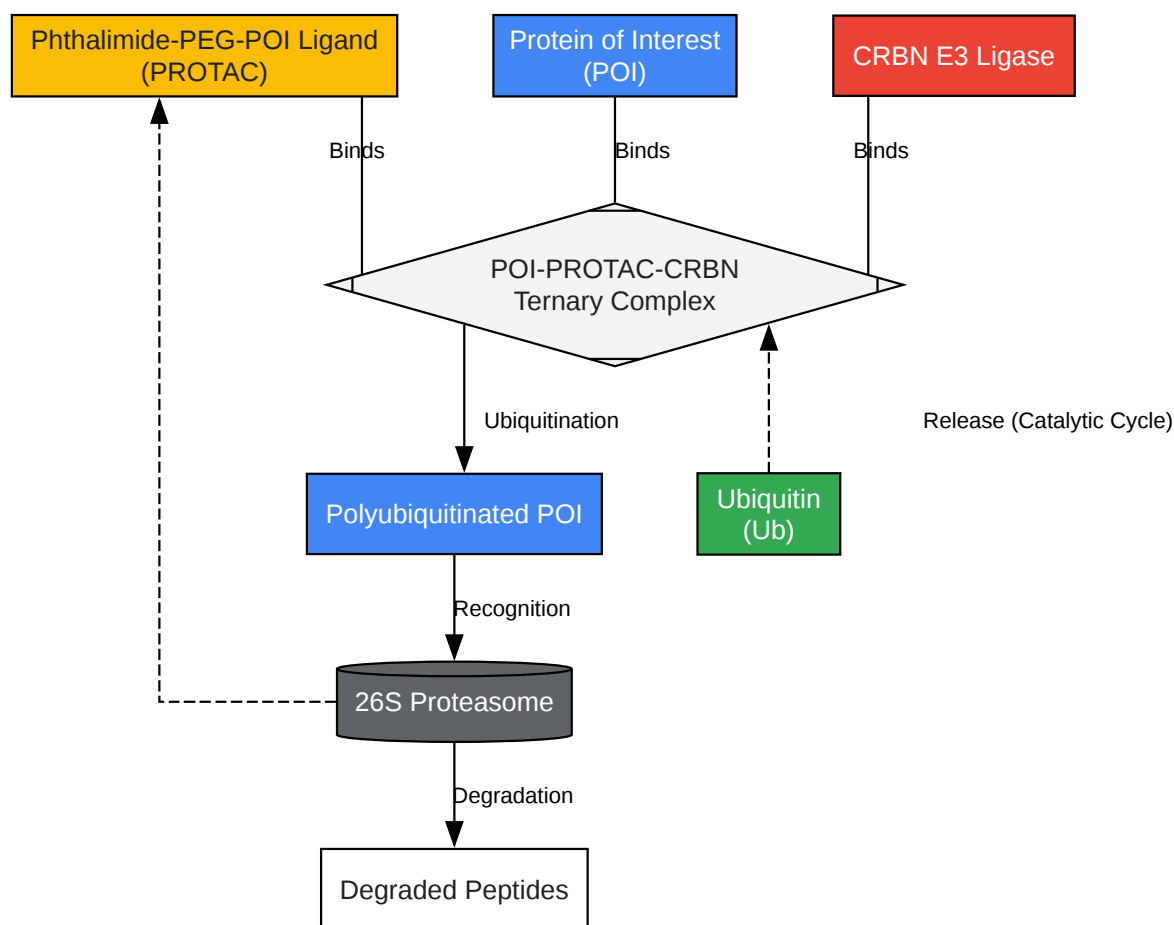 Phthalimide-PEG-POI Ligand
(PROTAC)
Protein of Interest
(POI)
CRBN E3 Ligase
Binds
Binds
Binds
POI-PROTAC-CRBN
Ternary Complex
Ubiquitination
Release (Catalytic Cycle)
Polyubiquitinated POI
Ubiquitin
(Ub)
Recognition
26S Proteasome
Degradation
Degraded Peptides